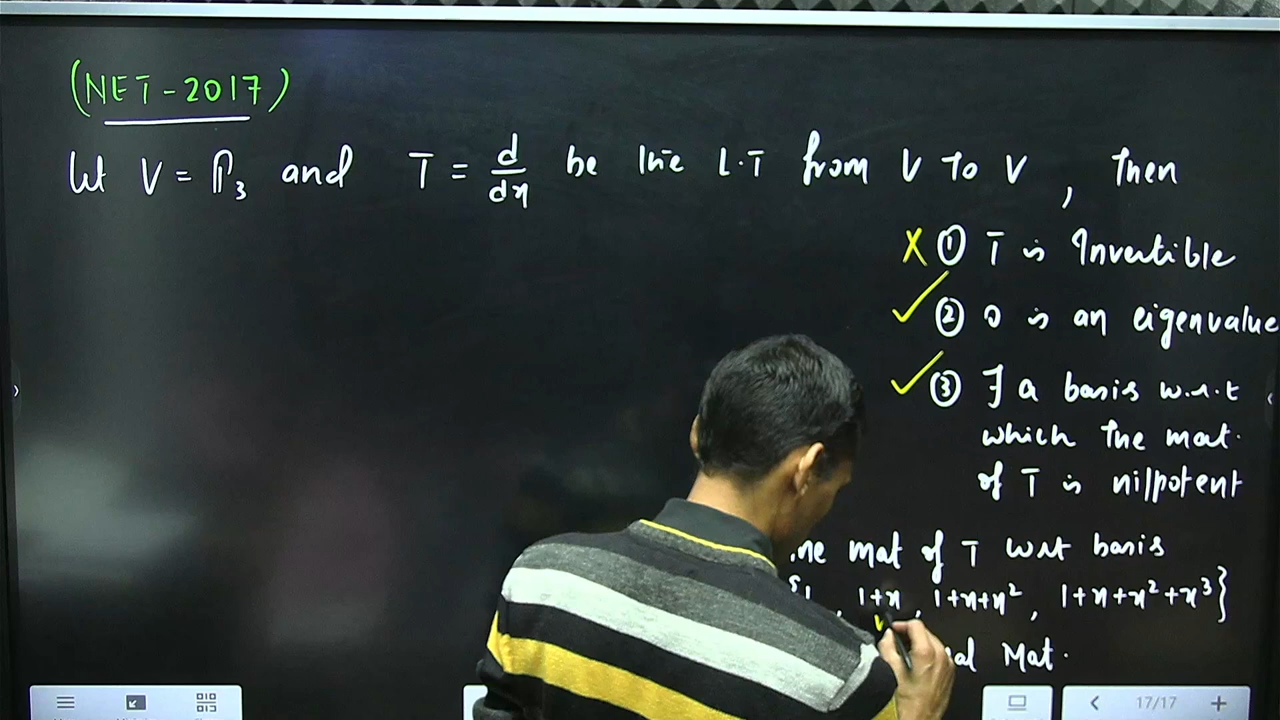 (NET-2017)
Let V = P₃ and T = d/dx be the L.T from V To V, Then
X ① T is Invertible
✓ ② 0 is an eigenvalue
✓ ③ ∃ a basis w.r.t
which The mat.
of T is nilpotent
mat of T wrt basis
1+x, 1+x+x², 1+x+x²+x³}
Mat.
17/17